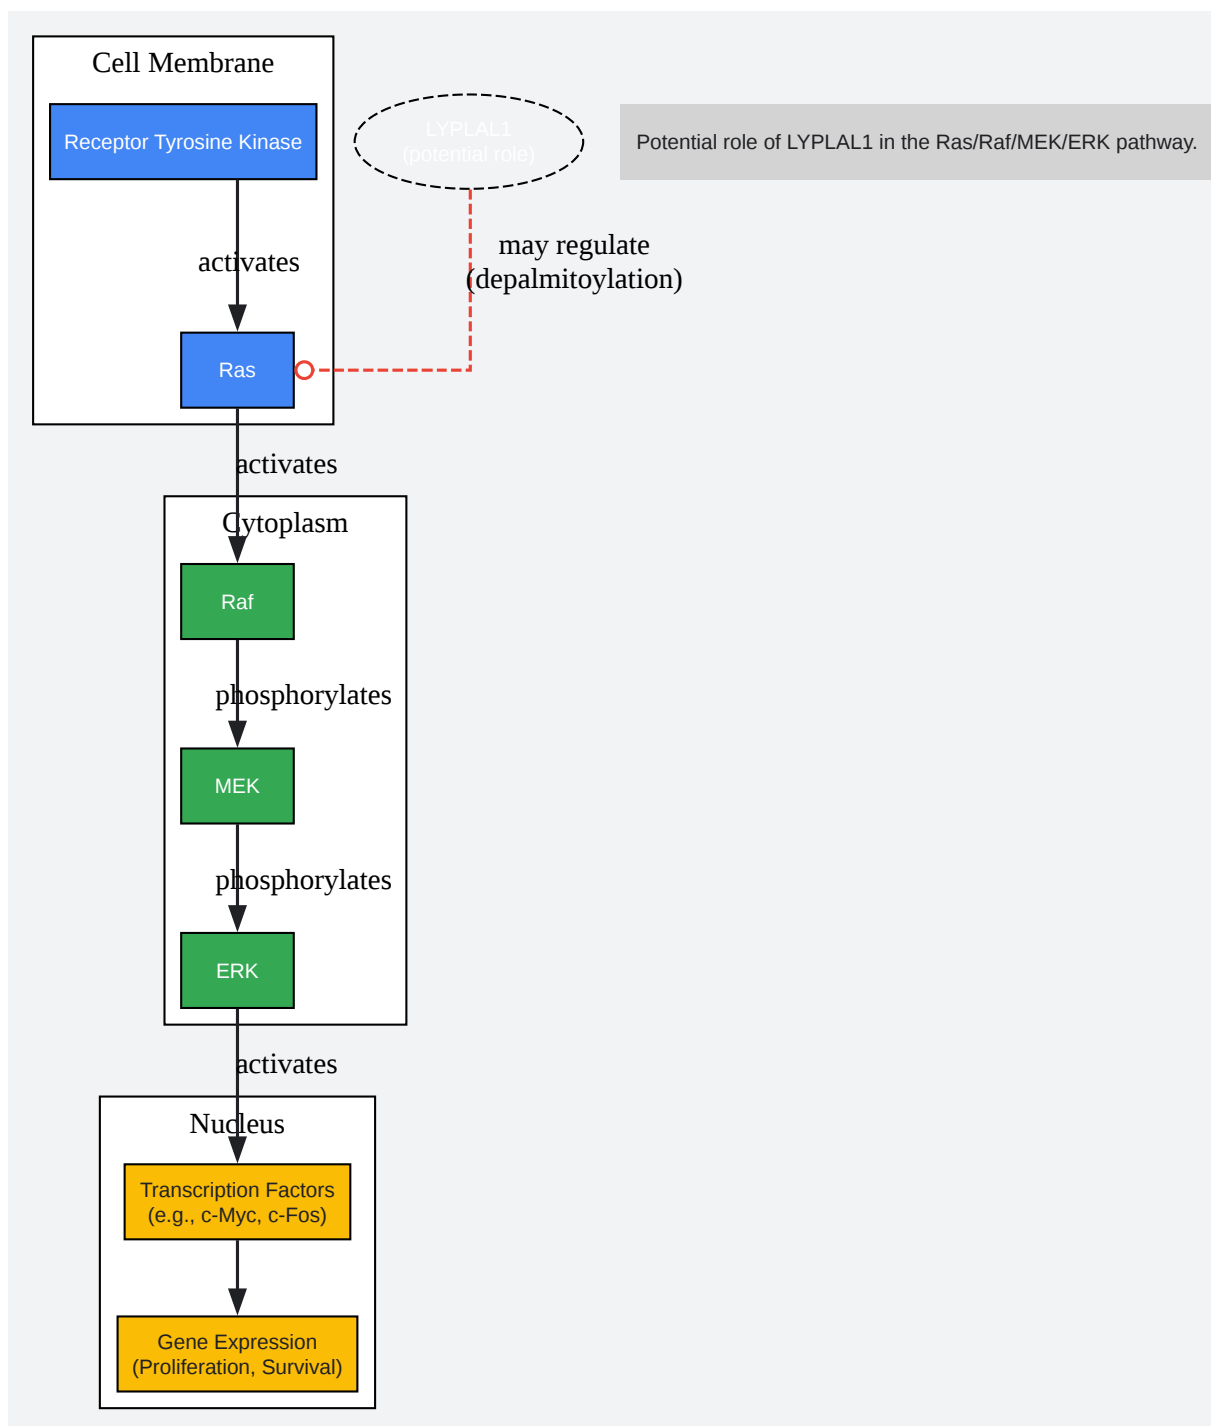 Cell Membrane
Receptor Tyrosine Kinase
LYPLAL1
(potential role)
Potential role of LYPLAL1 in the Ras/Raf/MEK/ERK pathway.
activates
may regulate
(depalmitoylation)
Ras
activates
Cytoplasm
Raf
phosphorylates
MEK
phosphorylates
ERK
activates
Nucleus
Transcription Factors
(e.g., c-Myc, c-Fos)
Gene Expression
(Proliferation, Survival)